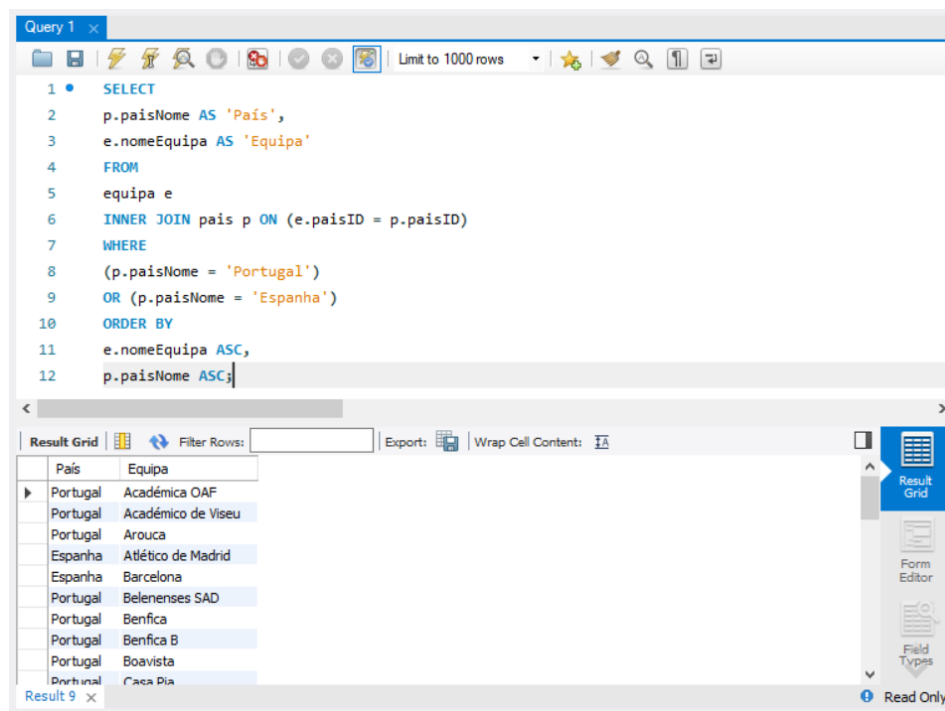 Query 1
Limit to 1000 rows
1 SELECT
2 p.paisNome AS 'País',
3 e.nomeEquipa AS 'Equipa'
4 FROM
5 equipa e
6 INNER JOIN pais p ON (e.paisID = p.paisID)
7 WHERE
8 (p.paisNome = 'Portugal')
9 OR (p.paisNome = 'Espanha')
10 ORDER BY
11 e.nomeEquipa ASC,
12 p.paisNome ASC;
Result Grid Filter Rows: Export: Wrap Cell Content: IA
País Equipa
Portugal Académica OAF
Portugal Académico de Viseu
Portugal Arouca
Espanha Atlético de Madrid
Espanha Barcelona
Portugal Belenenses SAD
Portugal Benfica
Portugal Benfica B
Portugal Boavista
Portugal Casa Pia
Result
Grid
Form
Editor
Field
Types
Result 9
Read Only